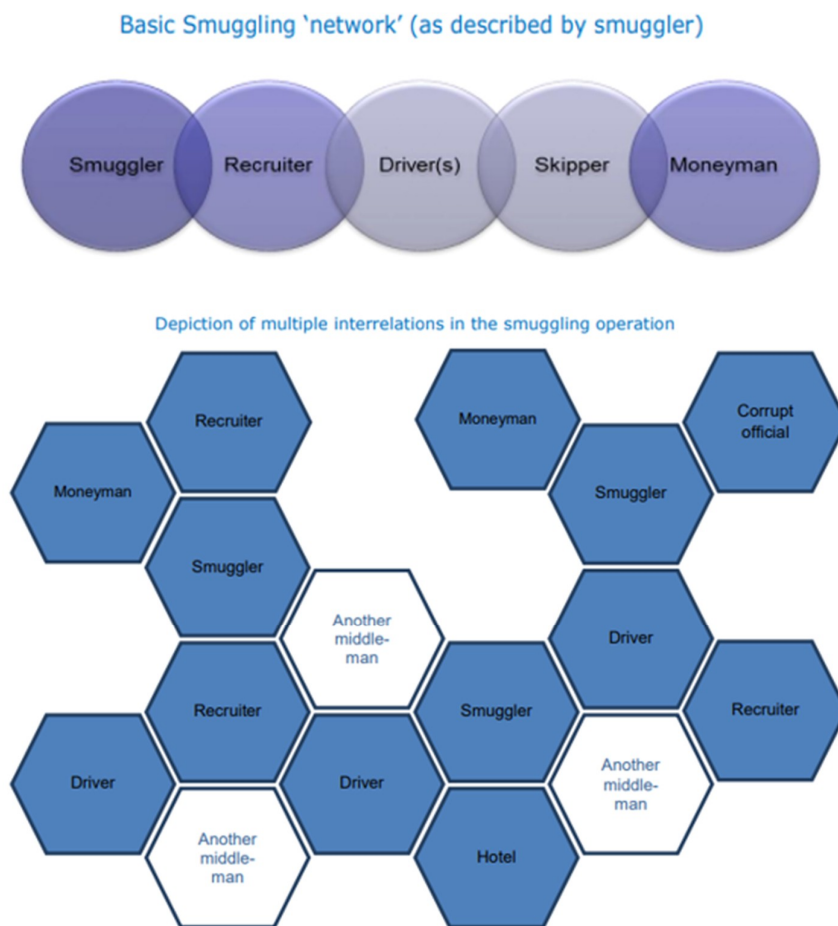 Basic Smuggling ‘network’ (as described by smuggler)
Smuggler
Recruiter
Driver(s)
Skipper
Moneyman
Depiction of multiple interrelations in the smuggling operation
Recruiter
Moneyman
Corrupt
official
Moneyman
Smuggler
Smuggler
Another
middle-
man
Driver
Recruiter
Smuggler
Recruiter
Driver
Driver
Another
middle-
man
Another
middle-
man
Hotel